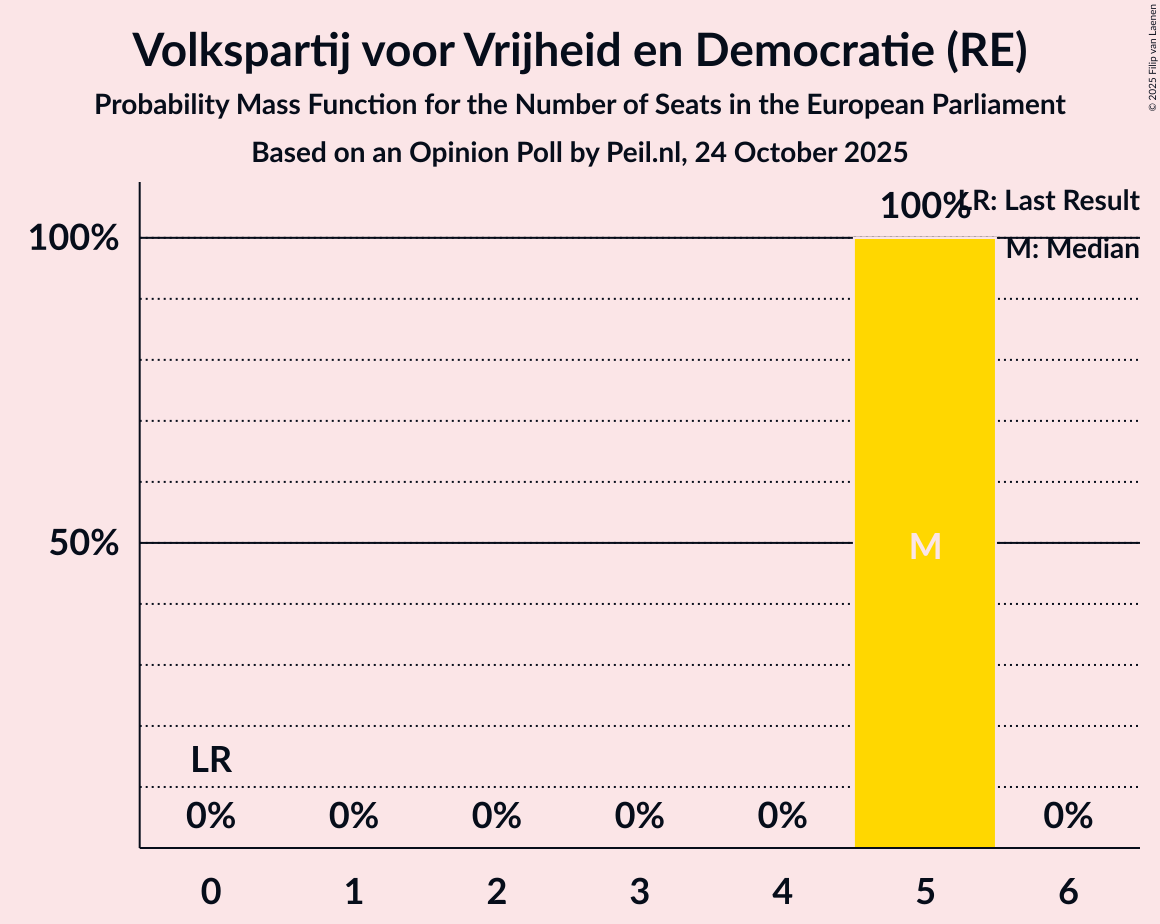 Volkspartij voor Vrijheid en Democratie (RE)
Probability Mass Function for the Number of Seats in the European Parliament
Based on an Opinion Poll by Peil.nl, 24 October 2025
© 2025 Filip van Laenen
LR: Last Result
M: Median
100%
100%
50%
M
LR
0% 0% 0% 0% 0% 0%
0 1 2 3 4 5 6